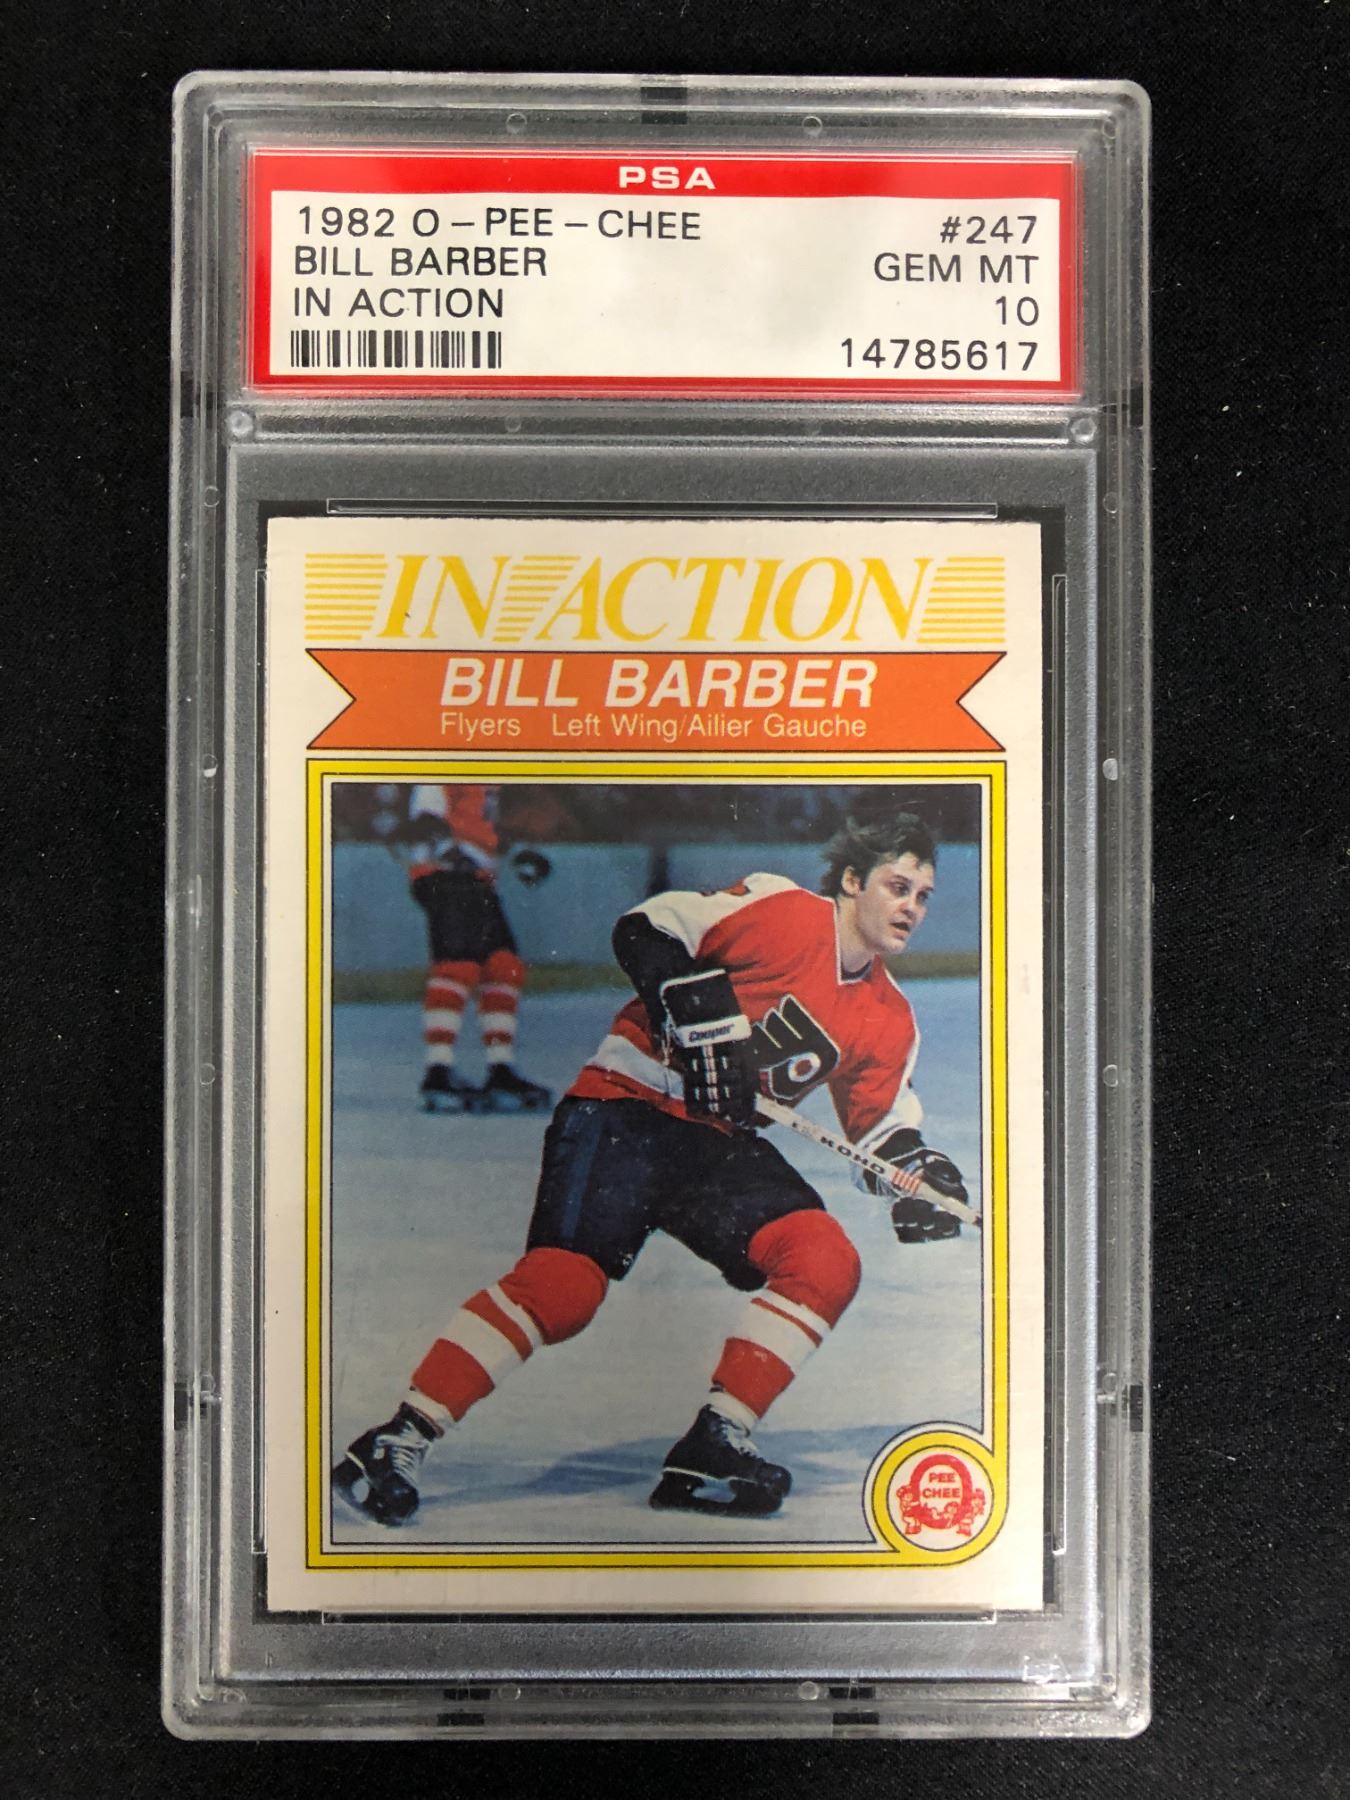 PSA
1982 O-PEE-CHEE #247
BILL BARBER GEM MT
IN ACTION 10
14785617
IN ACTION
BILL BARBER
Flyers Left Wing/Ailier Gauche
Cooper
KOHO
PEE
CHEE